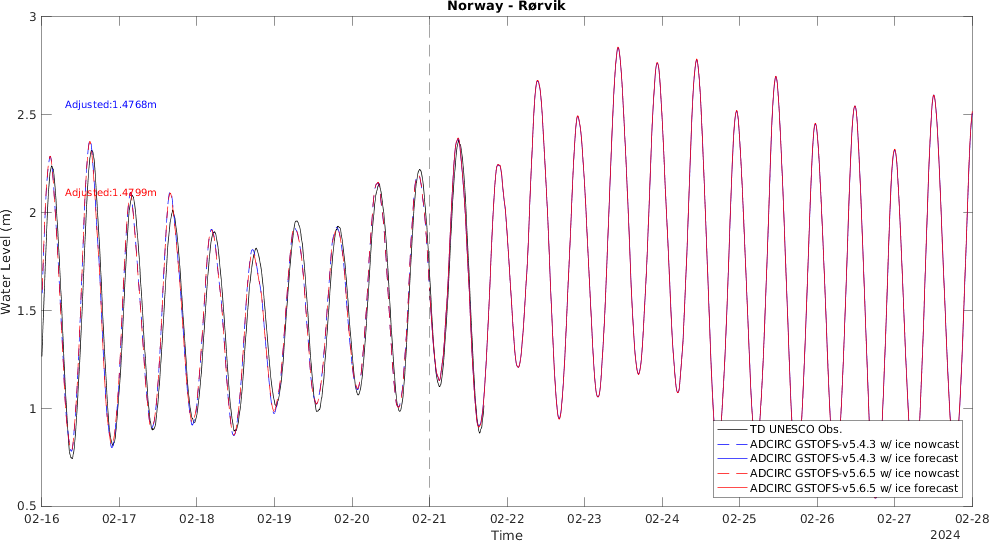 Norway - Rørvik
3
2.5
2
1.5
1
0.5
Water Level (m)
Adjusted:1.4768m
Adjusted:1.4799m
TD UNESCO Obs.
ADCIRC GSTOFS-v5.4.3 w/ ice nowcast
ADCIRC GSTOFS-v5.4.3 w/ ice forecast
ADCIRC GSTOFS-v5.6.5 w/ ice nowcast
ADCIRC GSTOFS-v5.6.5 w/ ice forecast
02-16 02-17 02-18 02-19 02-20 02-21 02-22 02-23 02-24 02-25 02-26 02-27 02-28
Time
2024